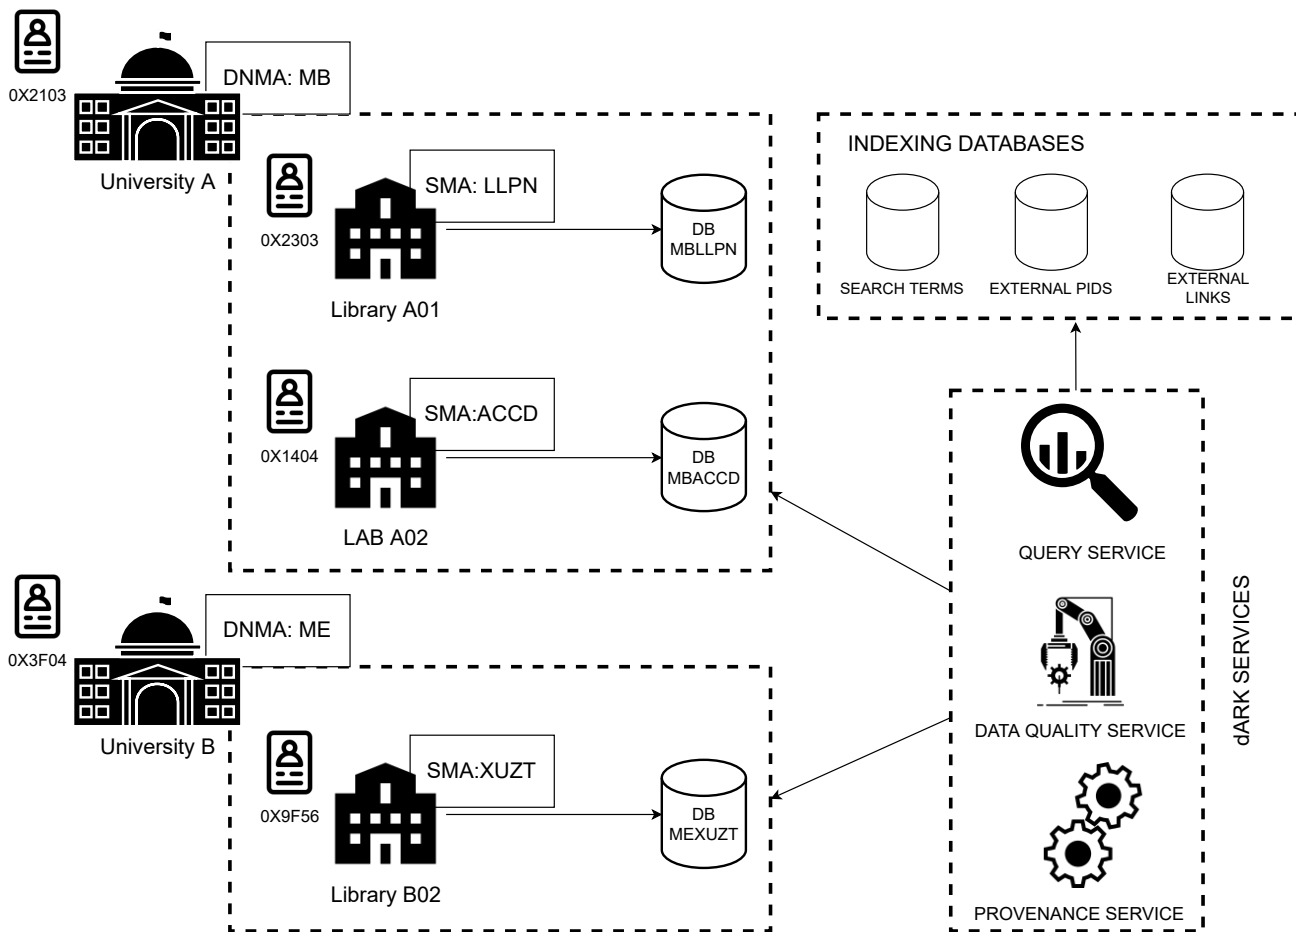 0X2103
DNMA: MB
University A
0X2303
SMA: LLPN
DB
MBLLPN
Library A01
0X1404
SMA:ACCD
DB
MBACCD
LAB A02
0X3F04
DNMA: ME
University B
0X9F56
SMA:XUZT
DB
MEXUZT
Library B02
INDEXING DATABASES
SEARCH TERMS
EXTERNAL PIDS
EXTERNAL
LINKS
QUERY SERVICE
DATA QUALITY SERVICE
PROVENANCE SERVICE
dARK SERVICES